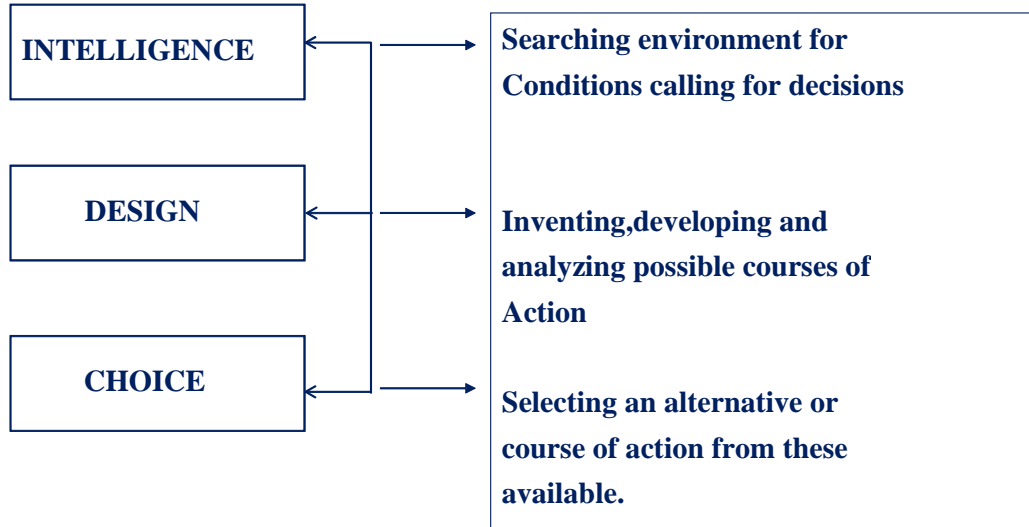 INTELLIGENCE
Searching environment for
Conditions calling for decisions
DESIGN
Inventing,developing and
analyzing possible courses of
Action
CHOICE
Selecting an alternative or
course of action from these
available.